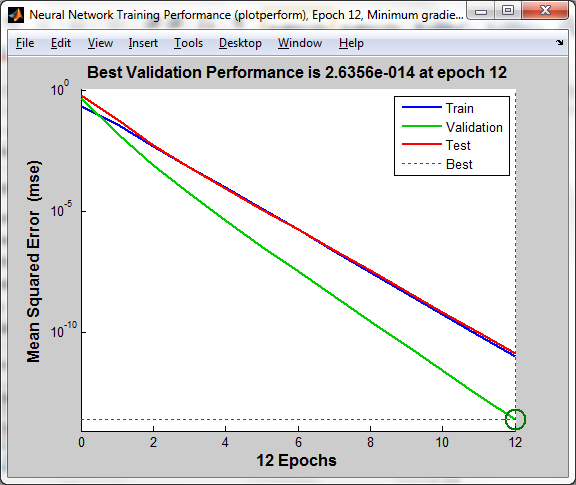 Neural Network Training Performance (plotperform), Epoch 12, Minimum gradie...
File Edit View Insert Tools Desktop Window Help
Best Validation Performance is 2.6356e-014 at epoch 12
Train
Validation
Test
Best
10^0
10^-5
10^-10
Mean Squared Error (mse)
0 2 4 6 8 10 12
12 Epochs